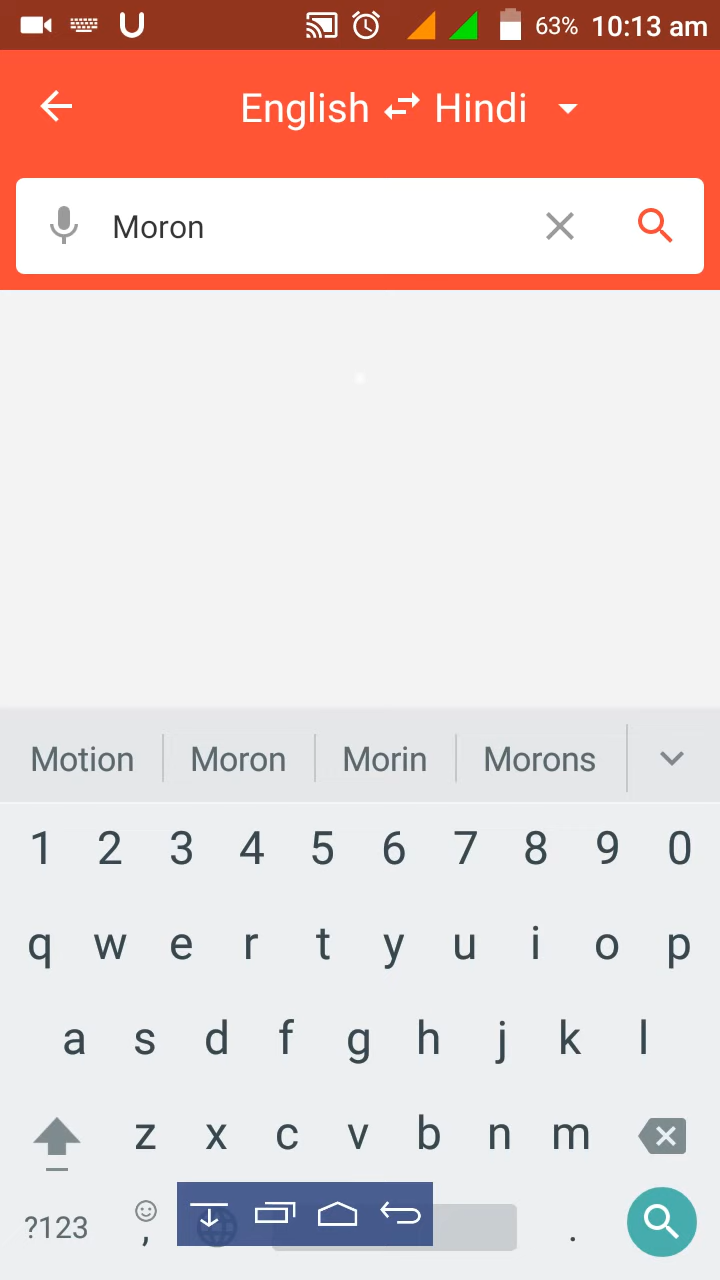 63% 10:13 am
English Hindi
Moron
Motion Moron Morin Morons
1 2 3 4 5 6 7 8 9 0
q w e r t y u i o p
a s d f g h j k l
z x c v b n m
?123 , .